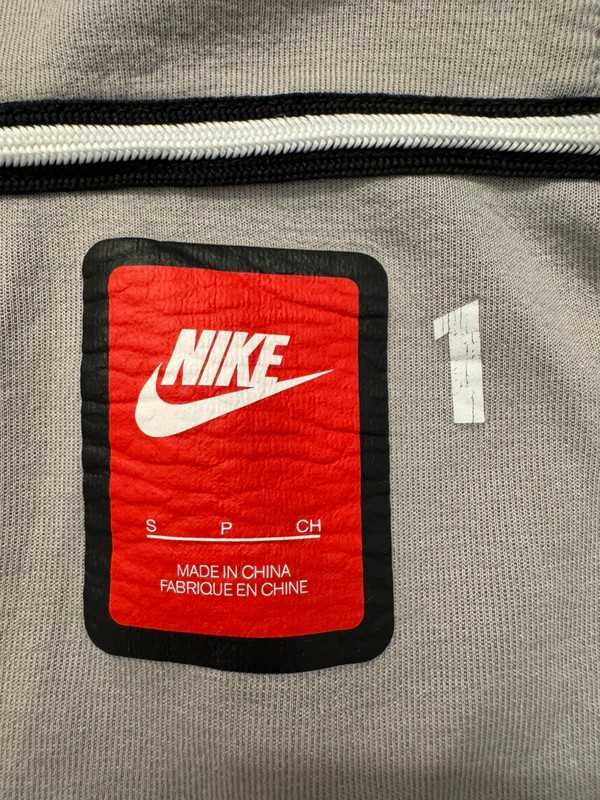 NIKE
1
S P CH
MADE IN CHINA
FABRIQUE EN CHINE